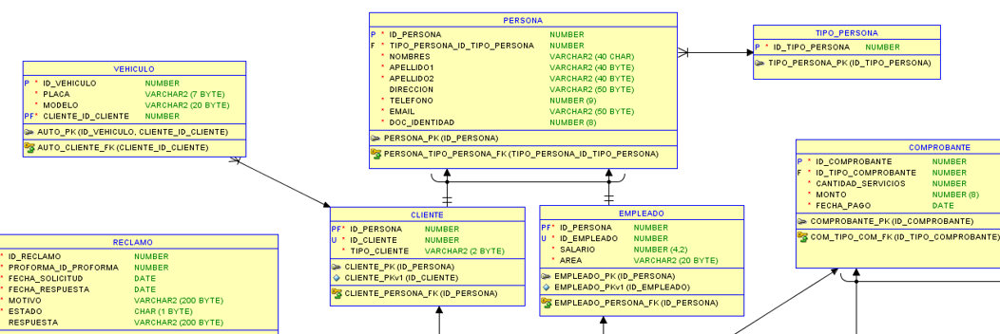 PERSONA
P * ID_PERSONA NUMBER
F * TIPO_PERSONA_ID_TIPO_PERSONA NUMBER
* NOMBRES VARCHAR2 (40 CHAR)
* APELLIDO1 VARCHAR2 (40 BYTE)
* APELLIDO2 VARCHAR2 (40 BYTE)
DIRECCION VARCHAR2 (50 BYTE)
* TELEFONO NUMBER (9)
* EMAIL VARCHAR2 (50 BYTE)
* DOC_IDENTIDAD NUMBER (8)
PERSONA_PK (ID_PERSONA)
PERSONA_TIPO_PERSONA_FK (TIPO_PERSONA_ID_TIPO_PERSONA)
TIPO_PERSONA
P * ID_TIPO_PERSONA NUMBER
TIPO_PERSONA_PK (ID_TIPO_PERSONA)
VEHICULO
P * ID_VEHICULO NUMBER
* PLACA VARCHAR2 (7 BYTE)
* MODELO VARCHAR2 (20 BYTE)
PF* CLIENTE_ID_CLIENTE NUMBER
AUTO_PK (ID_VEHICULO, CLIENTE_ID_CLIENTE)
AUTO_CLIENTE_FK (CLIENTE_ID_CLIENTE)
COMPROBANTE
P * ID_COMPROBANTE NUMBER
F * ID_TIPO_COMPROBANTE NUMBER
* CANTIDAD_SERVICIOS NUMBER
* MONTO NUMBER (8)
* FECHA_PAGO DATE
COMPROBANTE_PK (ID_COMPROBANTE)
COM_TIPO_COM_FK (ID_TIPO_COMPROBANTE)
CLIENTE
PF* ID_PERSONA NUMBER
U * ID_CLIENTE NUMBER
* TIPO_CLIENTE VARCHAR2 (2 BYTE)
CLIENTE_PK (ID_PERSONA)
CLIENTE_PKv1 (ID_CLIENTE)
CLIENTE_PERSONA_FK (ID_PERSONA)
EMPLEADO
PF* ID_PERSONA NUMBER
U * ID_EMPLEADO NUMBER
* SALARIO NUMBER (4,2)
* AREA VARCHAR2 (20 BYTE)
EMPLEADO_PK (ID_PERSONA)
EMPLEADO_PKv1 (ID_EMPLEADO)
EMPLEADO_PERSONA_FK (ID_PERSONA)
RECLAMO
* ID_RECLAMO NUMBER
* PROFORMA_ID_PROFORMA NUMBER
* FECHA_SOLICITUD DATE
* FECHA_RESPUESTA DATE
* MOTIVO VARCHAR2 (200 BYTE)
* ESTADO CHAR (1 BYTE)
RESPUESTA VARCHAR2 (200 BYTE)